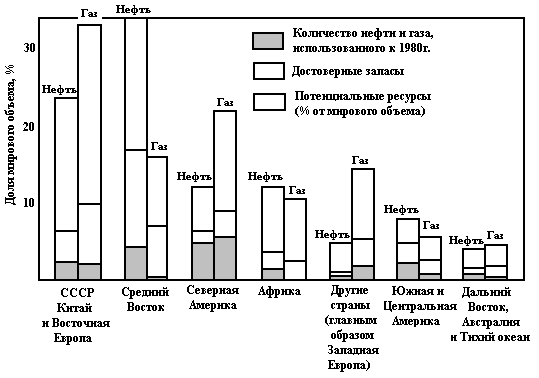 Количество нефти и газа,
использованного к 1980г.
Достоверные запасы
Потенциальные ресурсы
(% от мирового объема)
Доля мирового объема, %
30
20
10
Нефть
Газ
Нефть
Газ
Нефть
Газ
Нефть
Газ
Нефть
Газ
Нефть
Газ
Нефть
Газ
СССР
Китай
и Восточная
Европа
Средний
Восток
Северная
Америка
Африка
Другие
страны
(главным
образом
Западная
Европа)
Южная и
Центральная
Америка
Дальний
Восток,
Австралия
и Тихий океан